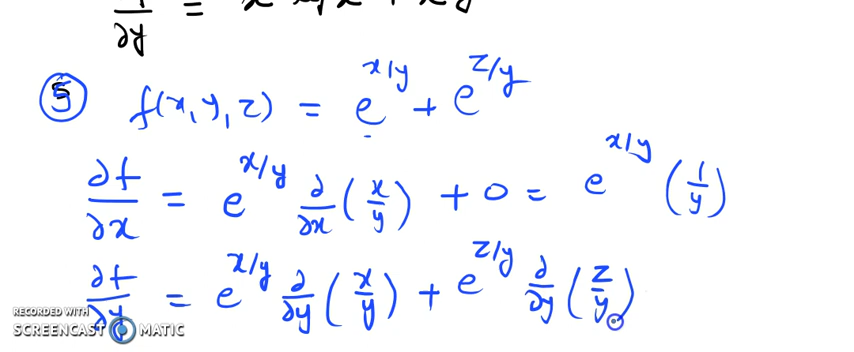 ∂y = x
⑤ f(x, y, z) = e^{x/y} + e^{z/y}
∂f/∂x = e^{x/y} ∂/∂x (x/y) + 0 = e^{x/y} (1/y)
∂f/∂y = e^{x/y} ∂/∂y (x/y) + e^{z/y} ∂/∂y (z/y)
RECORDED WITH
SCREENCAST MATIC